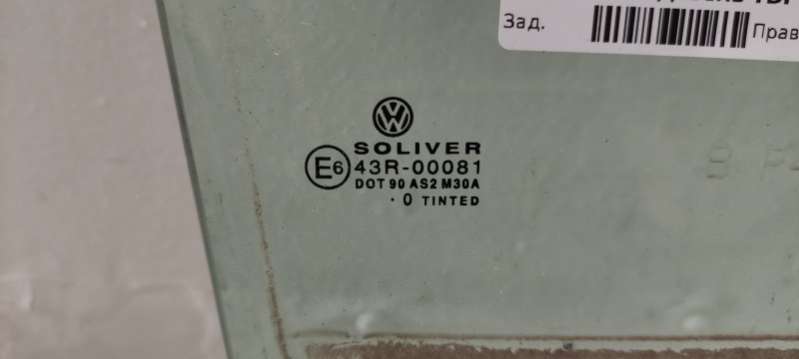 Зад.
Прав
VW
SOLIVER
E6 43R-00081
DOT 90 AS2 M30A
· 0 TINTED